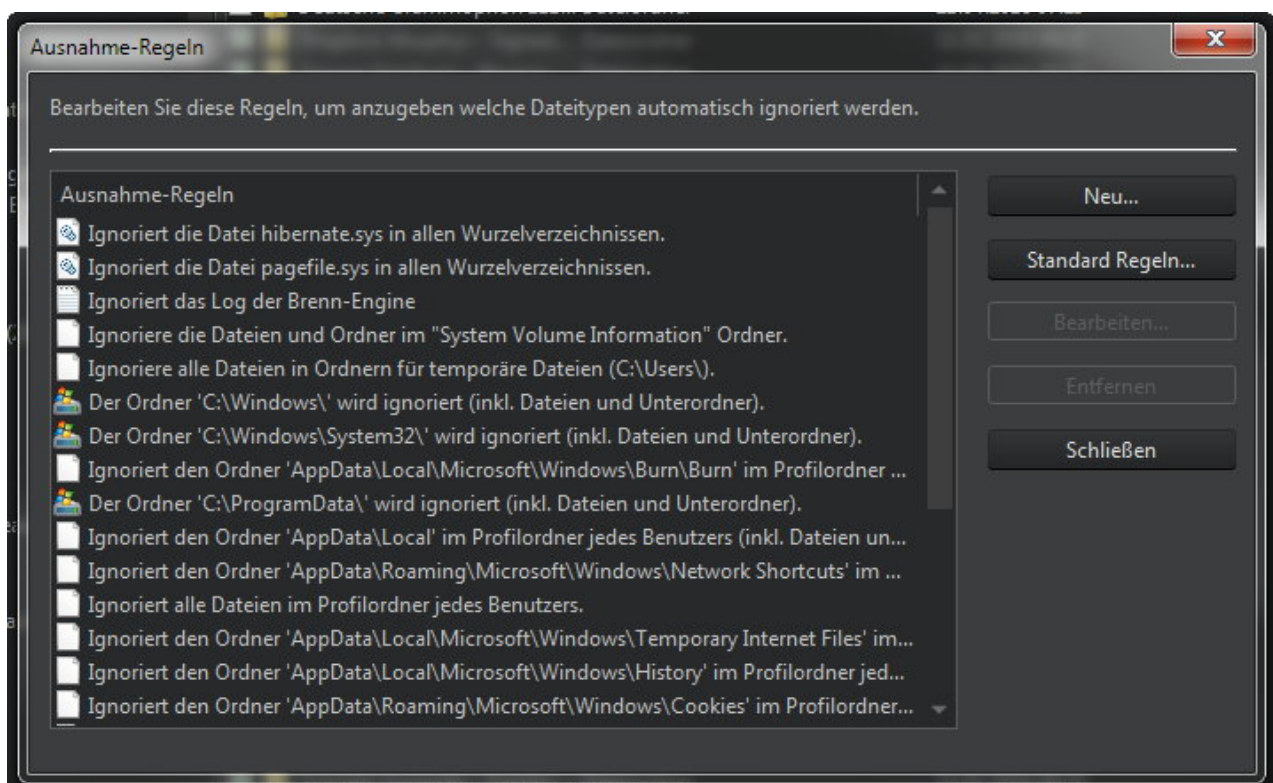 Ausnahme-Regeln
Bearbeiten Sie diese Regeln, um anzugeben welche Dateitypen automatisch ignoriert werden.
Ausnahme-Regeln
Ignoriert die Datei hibernate.sys in allen Wurzelverzeichnissen.
Ignoriert die Datei pagefile.sys in allen Wurzelverzeichnissen.
Ignoriert das Log der Brenn-Engine
Ignoriere die Dateien und Ordner im "System Volume Information" Ordner.
Ignoriere alle Dateien in Ordnern für temporäre Dateien (C:\Users\).
Der Ordner 'C:\Windows\' wird ignoriert (inkl. Dateien und Unterordner).
Der Ordner 'C:\Windows\System32\' wird ignoriert (inkl. Dateien und Unterordner).
Ignoriert den Ordner 'AppData\Local\Microsoft\Windows\Burn\Burn' im Profilordner ...
Der Ordner 'C:\ProgramData\' wird ignoriert (inkl. Dateien und Unterordner).
Ignoriert den Ordner 'AppData\Local' im Profilordner jedes Benutzers (inkl. Dateien un...
Ignoriert den Ordner 'AppData\Roaming\Microsoft\Windows\Network Shortcuts' im ...
Ignoriert alle Dateien im Profilordner jedes Benutzers.
Ignoriert den Ordner 'AppData\Local\Microsoft\Windows\Temporary Internet Files' im...
Ignoriert den Ordner 'AppData\Local\Microsoft\Windows\History' im Profilordner jed...
Ignoriert den Ordner 'AppData\Roaming\Microsoft\Windows\Cookies' im Profilordner...
Neu...
Standard Regeln...
Bearbeiten...
Entfernen
Schließen